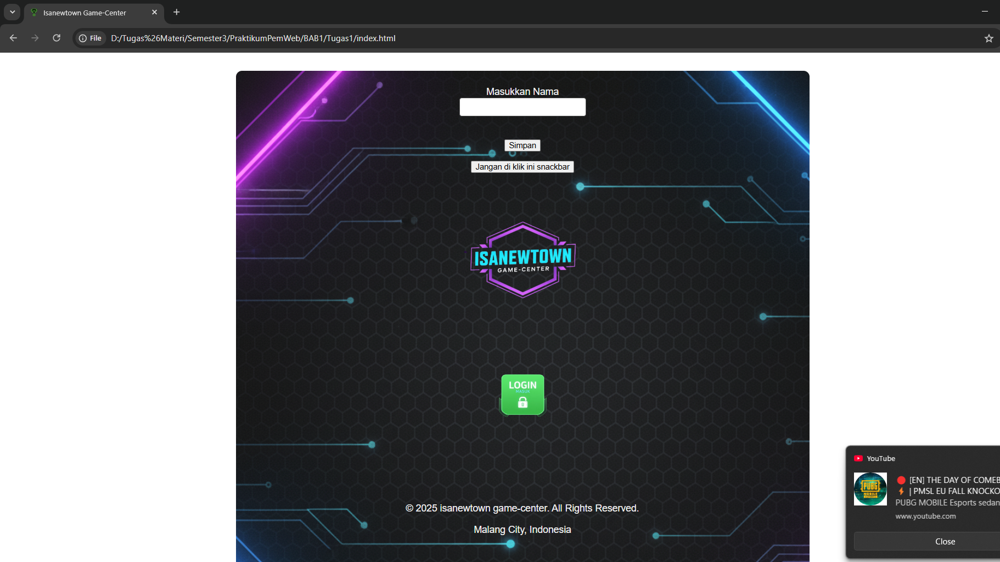 Isanewtown Game-Center
File
D:/Tugas%26Materi/Semester3/PraktikumPemWeb/BAB1/Tugas1/index.html
Masukkan Nama
Simpan
Jangan di klik ini snackbar
ISANEWTOWN
GAME-CENTER
LOGIN
MASUK
YouTube
PUBG
MOBILE
[EN] THE DAY OF COMEB
| PMSL EU FALL KNOCKO
PUBG MOBILE Esports sedan
www.youtube.com
Close
© 2025 isanewtown game-center. All Rights Reserved.
Malang City, Indonesia